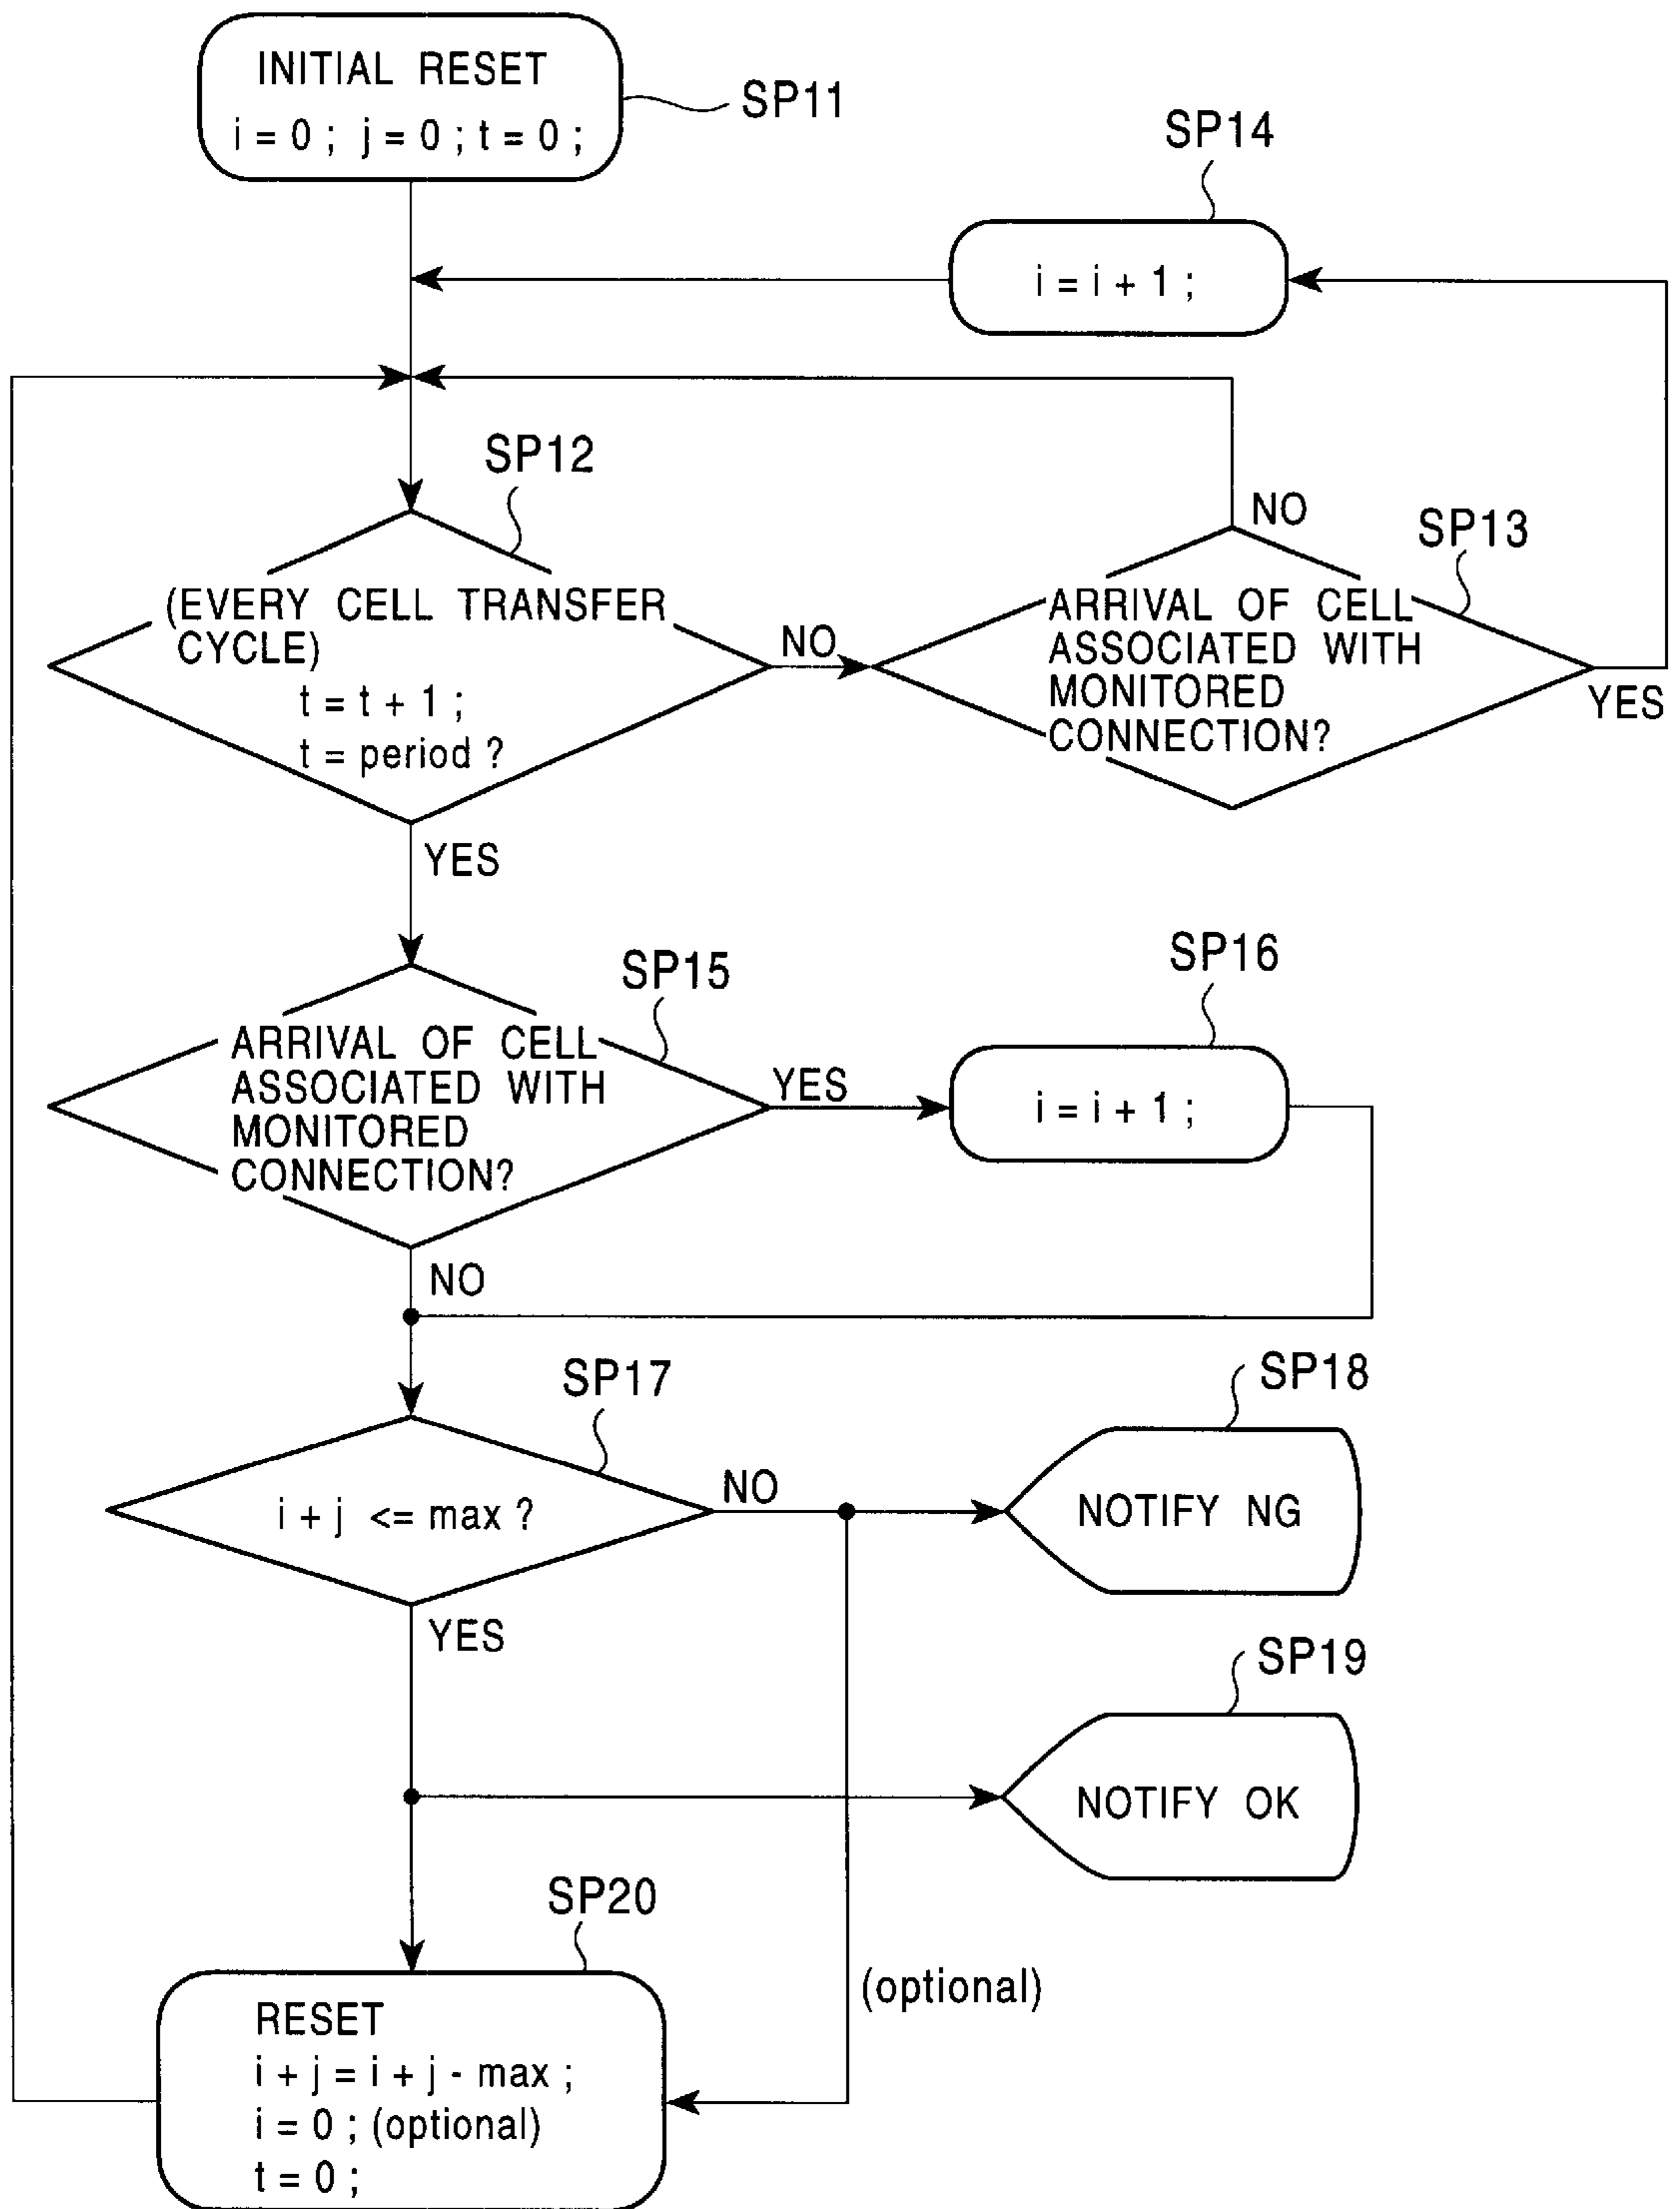 INITIAL RESET
i = 0 ; j = 0 ; t = 0 ;
SP11
SP14
i = i + 1 ;
SP12
(EVERY CELL TRANSFER
CYCLE)
t = t + 1 ;
t = period ?
NO
YES
SP13
NO
ARRIVAL OF CELL
ASSOCIATED WITH
MONITORED
CONNECTION?
YES
SP15
ARRIVAL OF CELL
ASSOCIATED WITH
MONITORED
CONNECTION?
YES
NO
SP16
i = i + 1 ;
SP17
i + j <= max ?
NO
YES
SP18
NOTIFY NG
SP19
NOTIFY OK
(optional)
SP20
RESET
i + j = i + j - max ;
i = 0 ; (optional)
t = 0 ;